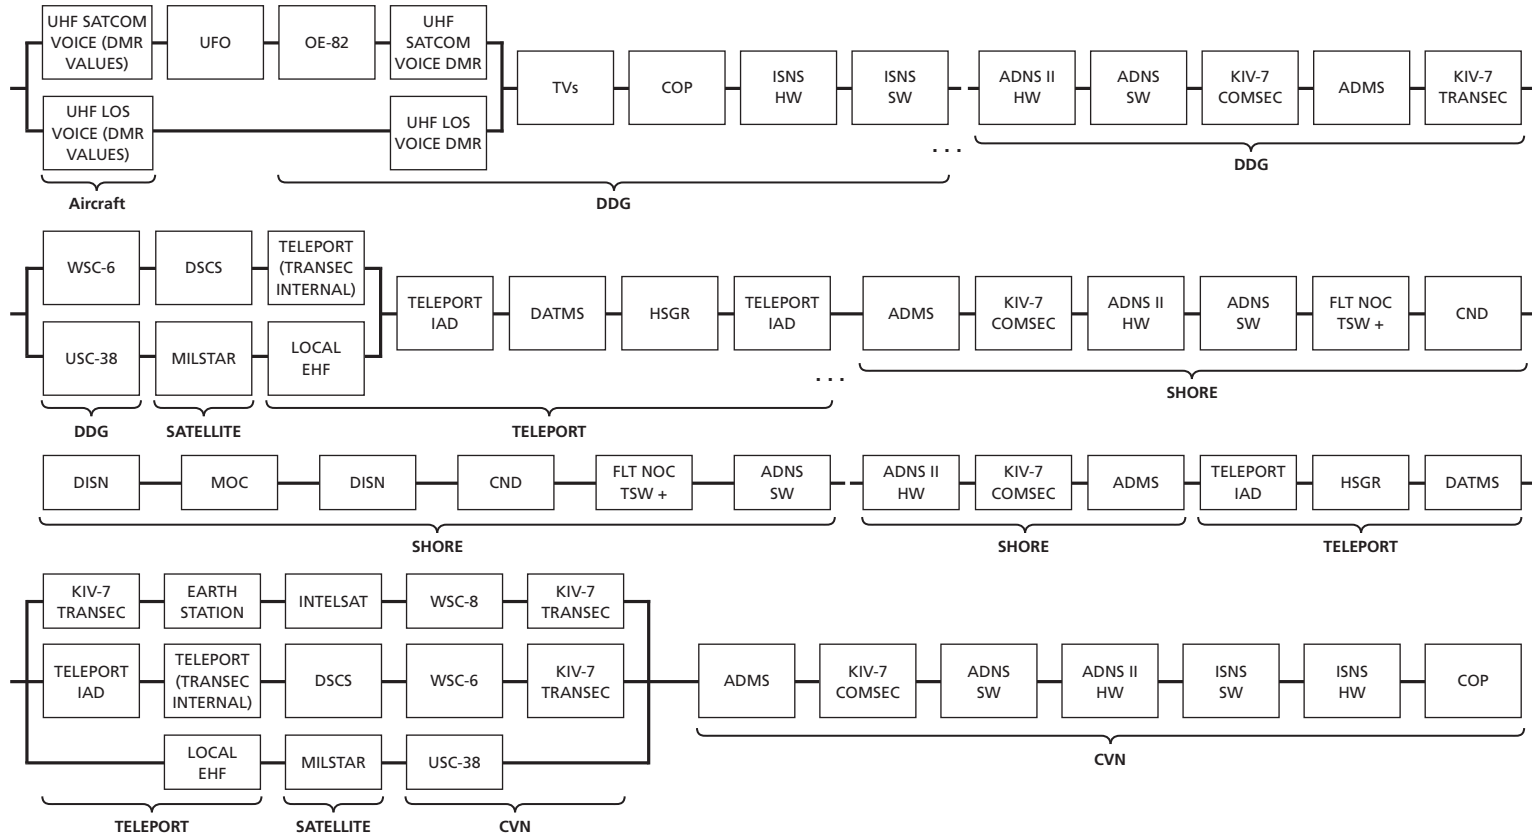 UHF SATCOM
VOICE (DMR
VALUES)
UFO
OE-82
UHF
SATCOM
VOICE DMR
UHF LOS
VOICE (DMR
VALUES)
UHF LOS
VOICE DMR
TVs
COP
ISNS
HW
ISNS
SW
ADNS II
HW
ADNS
SW
KIV-7
COMSEC
ADMS
KIV-7
TRANSEC
. . .
Aircraft
DDG
DDG
WSC-6
DSCS
TELEPORT
(TRANSEC
INTERNAL)
USC-38
MILSTAR
LOCAL
EHF
TELEPORT
IAD
DATMS
HSGR
TELEPORT
IAD
ADMS
KIV-7
COMSEC
ADNS II
HW
ADNS
SW
FLT NOC
TSW +
CND
. . .
DDG
SATELLITE
TELEPORT
SHORE
DISN
MOC
DISN
CND
FLT NOC
TSW +
ADNS
SW
ADNS II
HW
KIV-7
COMSEC
ADMS
TELEPORT
IAD
HSGR
DATMS
SHORE
SHORE
TELEPORT
KIV-7
TRANSEC
EARTH
STATION
INTELSAT
WSC-8
KIV-7
TRANSEC
TELEPORT
IAD
TELEPORT
(TRANSEC
INTERNAL)
DSCS
WSC-6
KIV-7
TRANSEC
LOCAL
EHF
MILSTAR
USC-38
ADMS
KIV-7
COMSEC
ADNS
SW
ADNS II
HW
ISNS
SW
ISNS
HW
COP
TELEPORT
SATELLITE
CVN
CVN